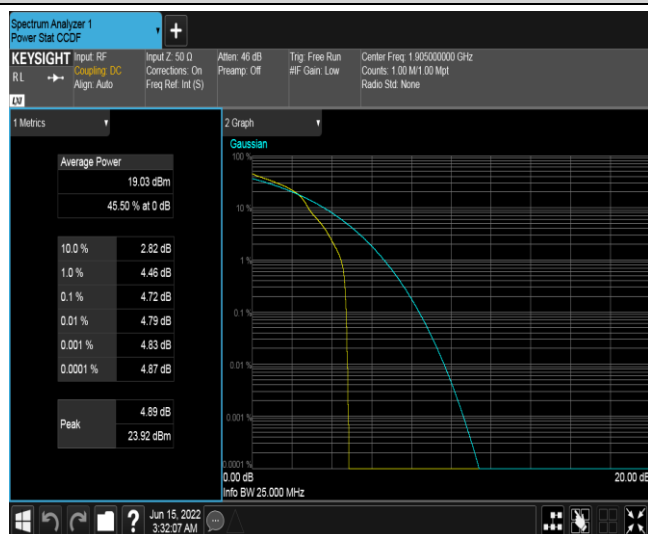 Spectrum Analyzer 1
Power Stat CCDF
+
KEYSIGHT Input: RF Input Z: 50 Ω Atten: 46 dB Trig: Free Run Center Freq: 1.905000000 GHz
RL Coupling: DC Corrections: On Preamp: Off #IF Gain: Low Counts: 1.00 M/1.00 Mpt
Align: Auto Freq Ref: Int (S) Radio Std: None
LXI
1 Metrics
Average Power
19.03 dBm
45.50 % at 0 dB
10.0 % 2.82 dB
1.0 % 4.46 dB
0.1 % 4.72 dB
0.01 % 4.79 dB
0.001 % 4.83 dB
0.0001 % 4.87 dB
Peak 4.89 dB
23.92 dBm
2 Graph
Gaussian
100 %
10 %
1 %
0.1 %
0.01 %
0.001 %
0.0001 %
0.00 dB 20.00 dB
Info BW 25.000 MHz
? Jun 15, 2022
3:32:07 AM